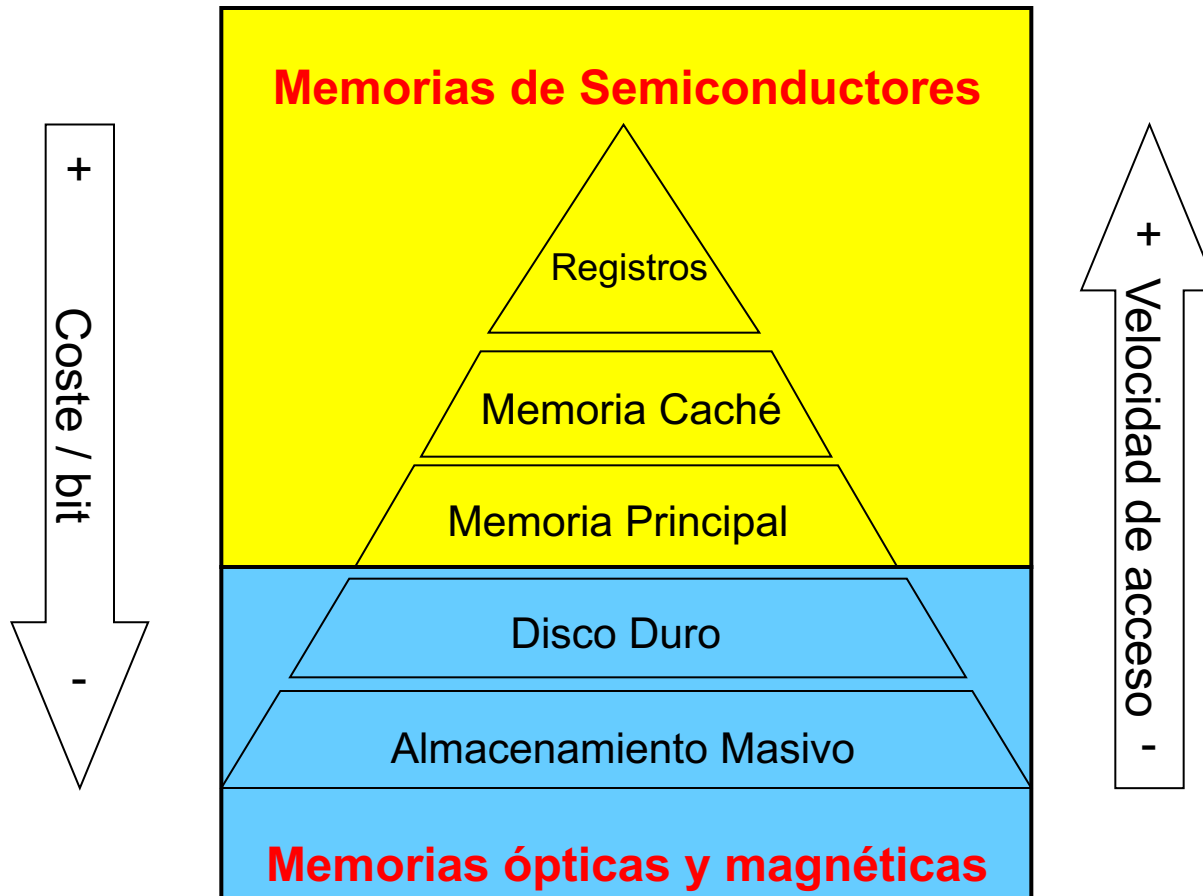 Memorias de Semiconductores
+
Coste / bit
-
Registros
Memoria Caché
Memoria Principal
Disco Duro
Almacenamiento Masivo
Memorias ópticas y magnéticas
+ Velocidad de acceso -